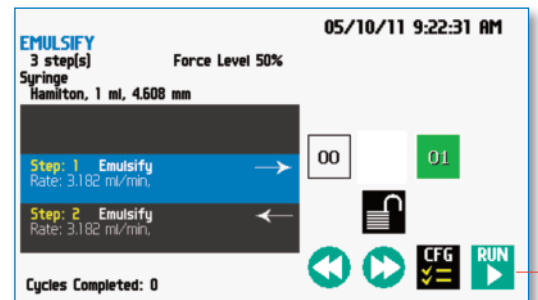 05/10/11 9:22:31 AM
EMULSIFY
3 step(s) Force Level 50%
Syringe
Hamilton, 1 ml, 4.608 mm
Step: 1 Emulsify
Rate: 3.182 ml/min,
Step: 2 Emulsify
Rate: 3.182 ml/min,
00 01
CFG RUN
Cycles Completed: 0